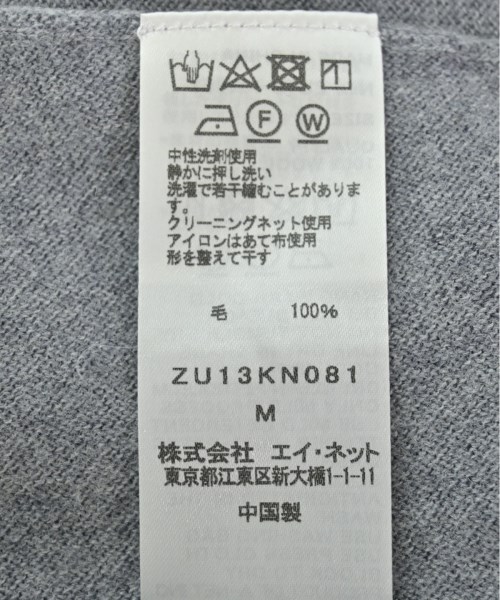 F W
中性洗剤使用
静かに押し洗い
洗濯で若干縮むことがありま
す。
クリーニングネット使用
アイロンはあて布使用
形を整えて干す
毛 100%
ZU13KN081
M
株式会社 エイ・ネット
東京都江東区新大橋1-1-11
中国製